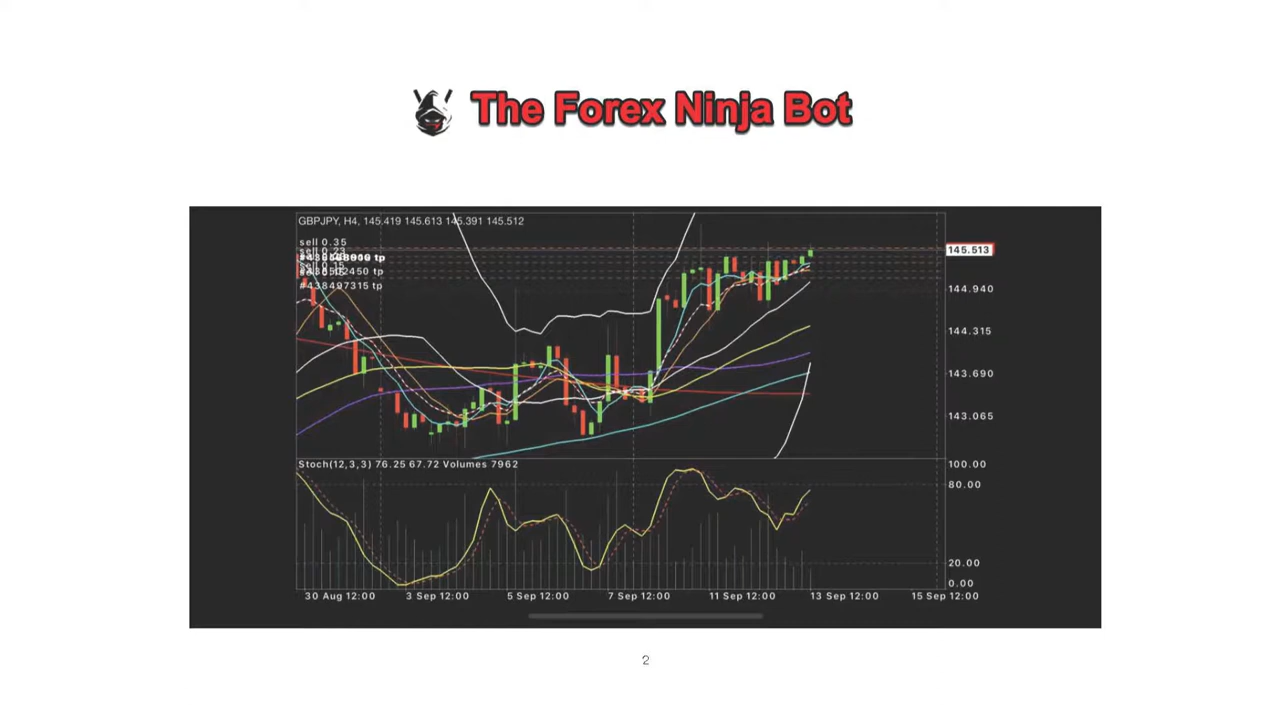 The Forex Ninja Bot
GBPJPY, H4, 145.419 145.613 145.391 145.512
sell 0.35
145.513
#438497315 tp
144.940
144.315
143.690
143.065
Stoch(12,3,3) 76.25 67.72 Volumes 7962
100.00
80.00
20.00
0.00
30 Aug 12:00 3 Sep 12:00 5 Sep 12:00 7 Sep 12:00 11 Sep 12:00 13 Sep 12:00 15 Sep 12:00
2